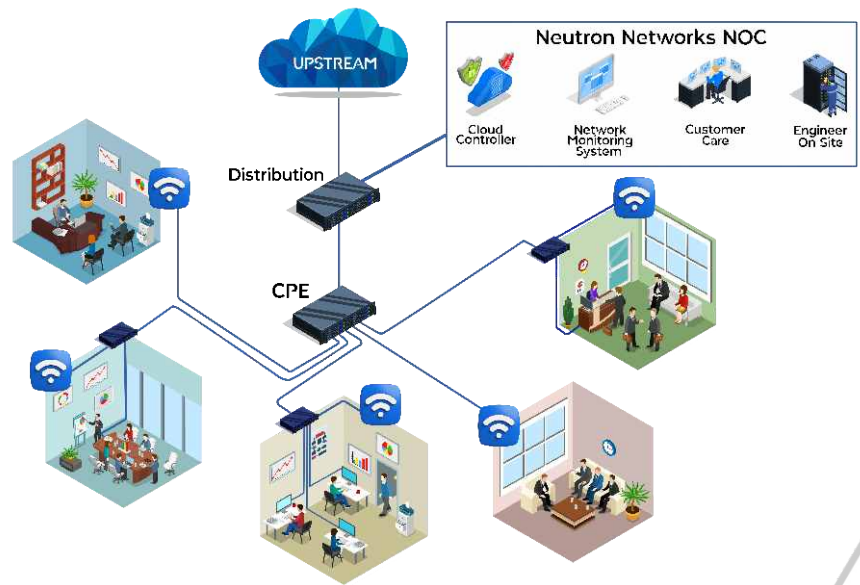 UPSTREAM
Neutron Networks NOC
Cloud
Controller
Network
Monitoring
System
Customer
Care
Engineer
On Site
Distribution
CPE